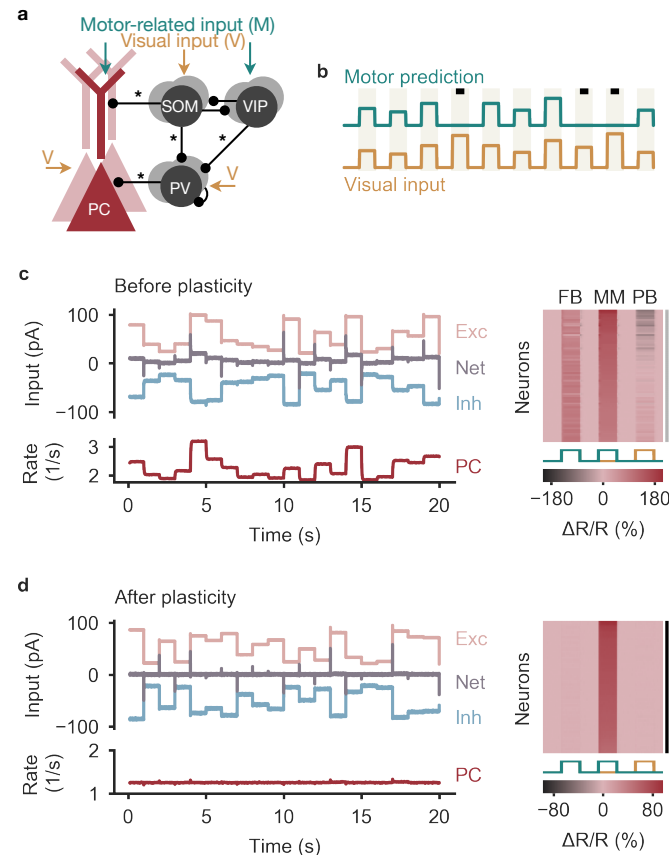 a
Motor-related input (M)
Visual input (V)
* SOM VIP
* *
V V
* PV
PC
b
Motor prediction
Visual input
c
Before plasticity
100
0
−100
Input (pA)
Exc
Net
Inh
3
2
Rate (1/s)
PC
0 5 10 15 20
Time (s)
FB MM PB
Neurons
−180 0 180
ΔR/R (%)
d
After plasticity
100
0
−100
Input (pA)
Exc
Net
Inh
2
1
Rate (1/s)
PC
0 5 10 15 20
Time (s)
Neurons
−80 0 80
ΔR/R (%)